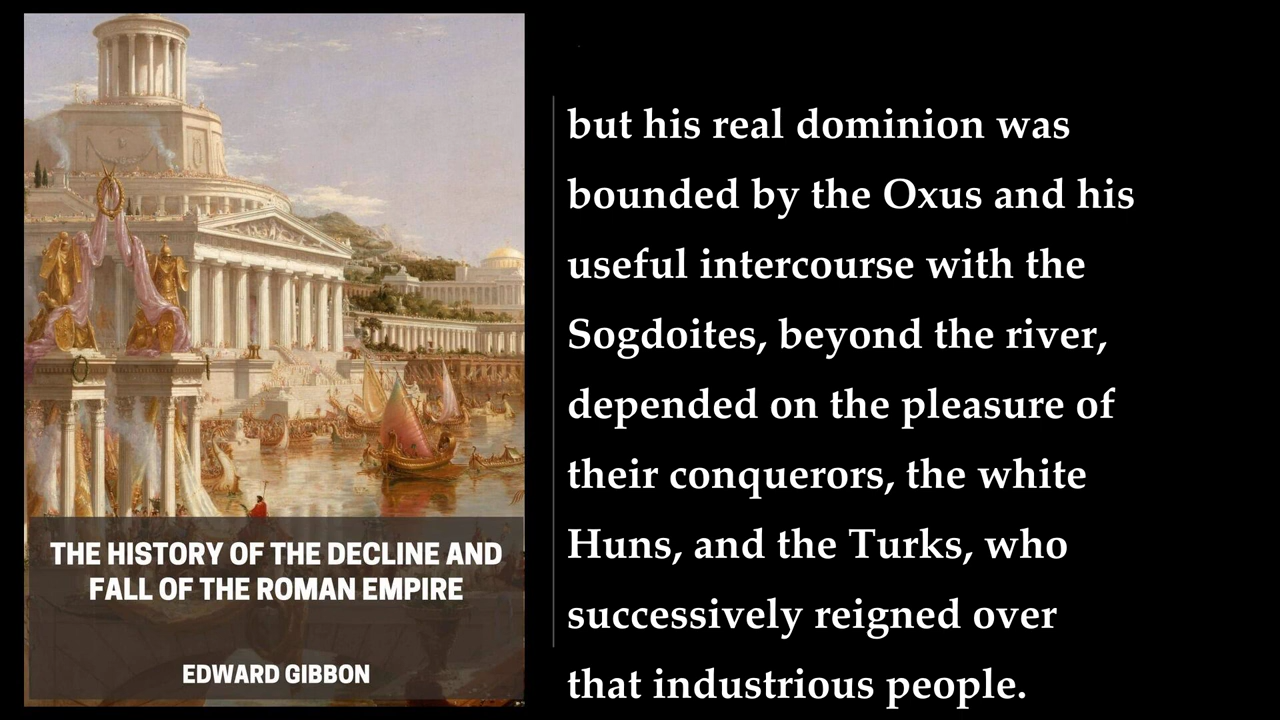 THE HISTORY OF THE DECLINE AND
FALL OF THE ROMAN EMPIRE
EDWARD GIBBON
but his real dominion was
bounded by the Oxus and his
useful intercourse with the
Sogdoites, beyond the river,
depended on the pleasure of
their conquerors, the white
Huns, and the Turks, who
successively reigned over
that industrious people.